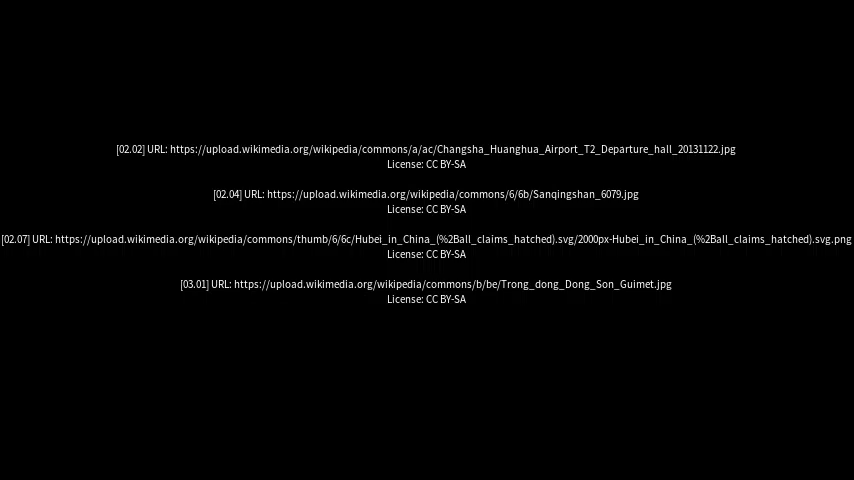 [02.02] URL: https://upload.wikimedia.org/wikipedia/commons/a/ac/Changsha_Huanghua_Airport_T2_Departure_hall_20131122.jpg
License: CC BY-SA
[02.04] URL: https://upload.wikimedia.org/wikipedia/commons/6/6b/Sanqingshan_6079.jpg
License: CC BY-SA
[02.07] URL: https://upload.wikimedia.org/wikipedia/commons/thumb/6/6c/Hubei_in_China_(%2Ball_claims_hatched).svg/2000px-Hubei_in_China_(%2Ball_claims_hatched).svg.png
License: CC BY-SA
[03.01] URL: https://upload.wikimedia.org/wikipedia/commons/b/be/Trong_dong_Dong_Son_Guimet.jpg
License: CC BY-SA